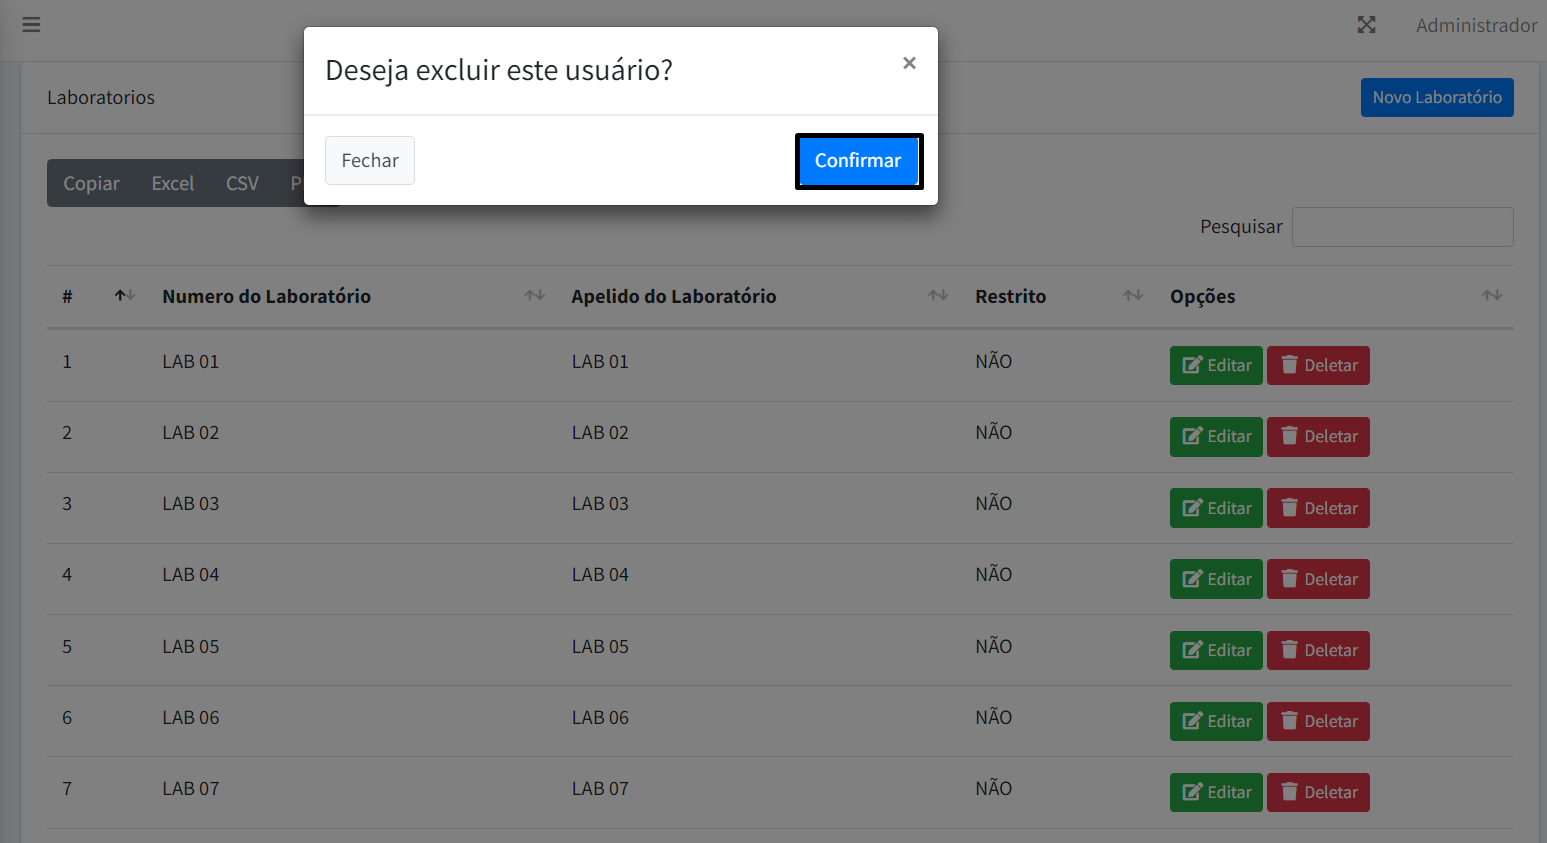 Administrador
Deseja excluir este usuário? ×
Laboratorios
Novo Laboratório
Fechar
Confirmar
Copiar Excel CSV
Pesquisar
# Numero do Laboratório Apelido do Laboratório Restrito Opções
1 LAB 01 LAB 01 NÃO Editar Deletar
2 LAB 02 LAB 02 NÃO Editar Deletar
3 LAB 03 LAB 03 NÃO Editar Deletar
4 LAB 04 LAB 04 NÃO Editar Deletar
5 LAB 05 LAB 05 NÃO Editar Deletar
6 LAB 06 LAB 06 NÃO Editar Deletar
7 LAB 07 LAB 07 NÃO Editar Deletar